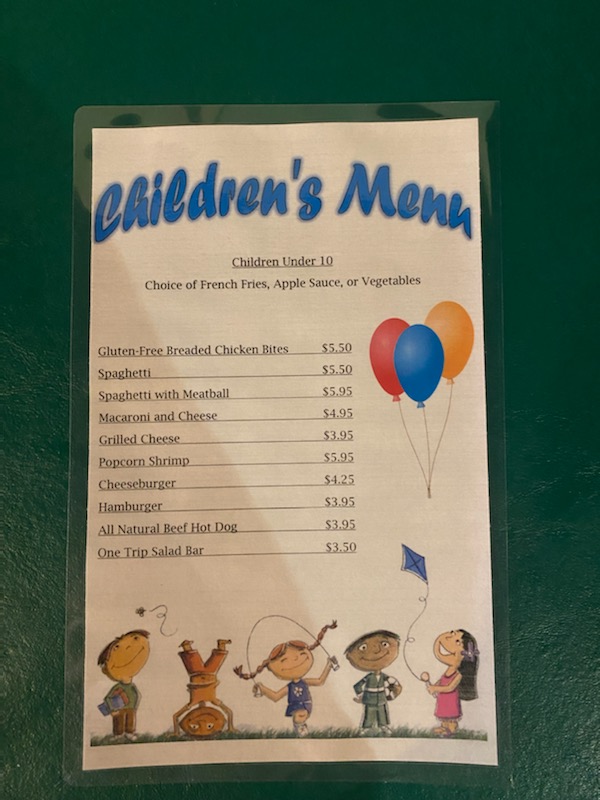 Children's Menu
Children Under 10
Choice of French Fries, Apple Sauce, or Vegetables
Gluten-Free Breaded Chicken Bites $5.50
Spaghetti $5.50
Spaghetti with Meatball $5.95
Macaroni and Cheese $4.95
Grilled Cheese $3.95
Popcorn Shrimp $5.95
Cheeseburger $4.25
Hamburger $3.95
All Natural Beef Hot Dog $3.95
One Trip Salad Bar $3.50